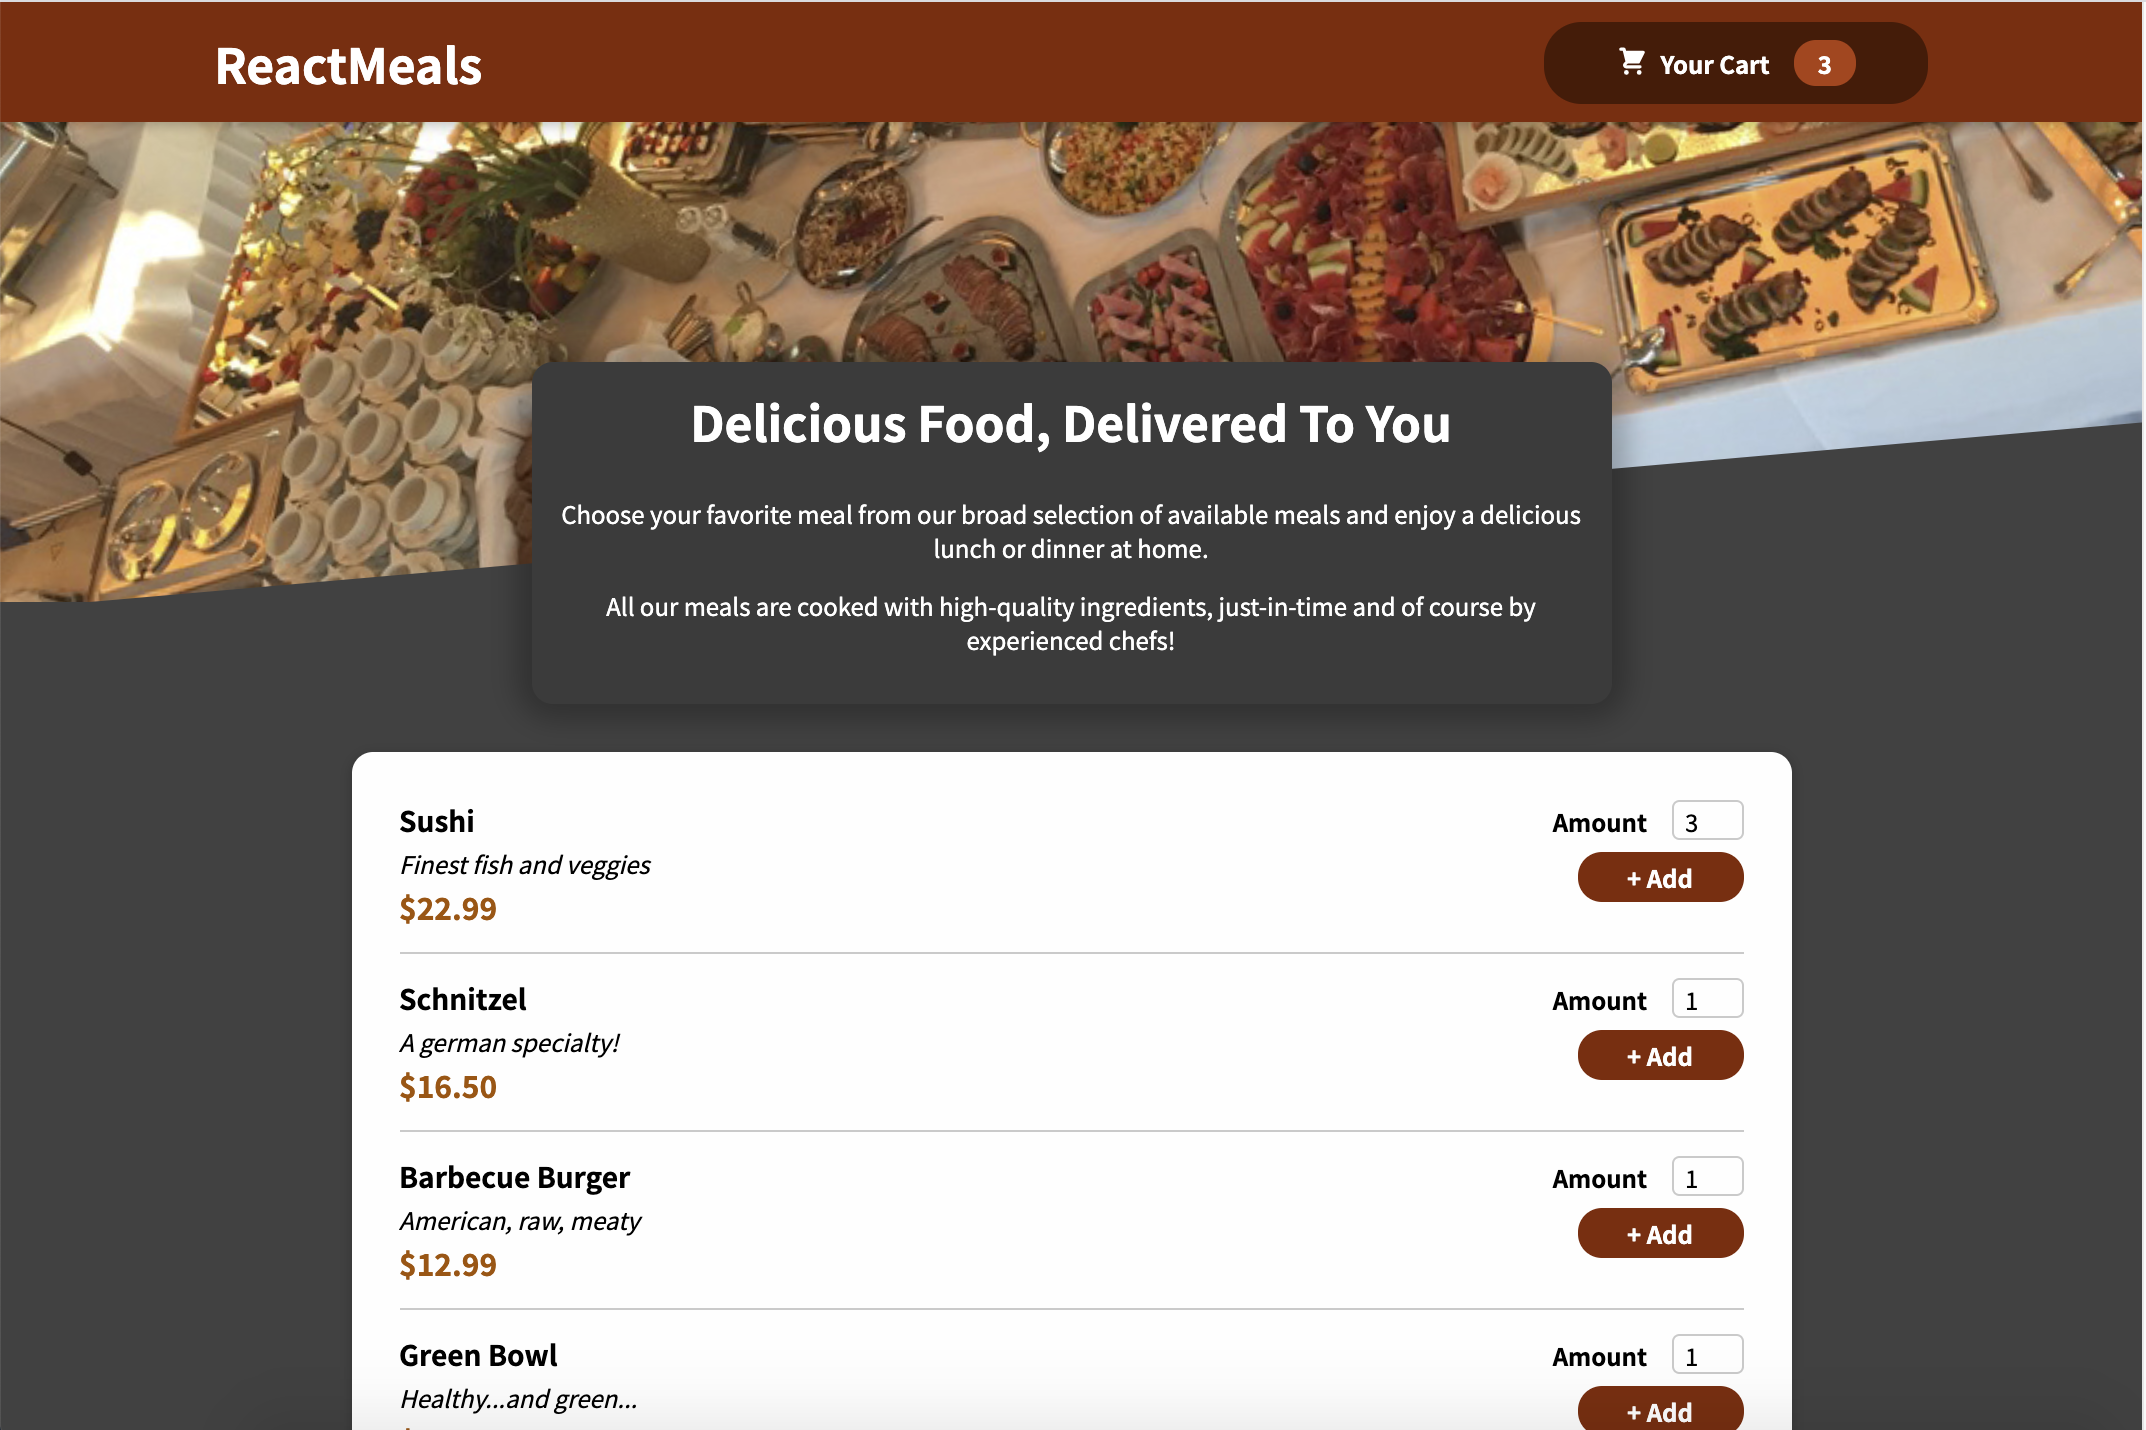 ReactMeals
Your Cart 3
Delicious Food, Delivered To You
Choose your favorite meal from our broad selection of available meals and enjoy a delicious
lunch or dinner at home.
All our meals are cooked with high-quality ingredients, just-in-time and of course by
experienced chefs!
Sushi
Amount 3
Finest fish and veggies
+ Add
$22.99
Schnitzel
Amount 1
A german specialty!
+ Add
$16.50
Barbecue Burger
Amount 1
American, raw, meaty
+ Add
$12.99
Green Bowl
Amount 1
Healthy...and green...
+ Add